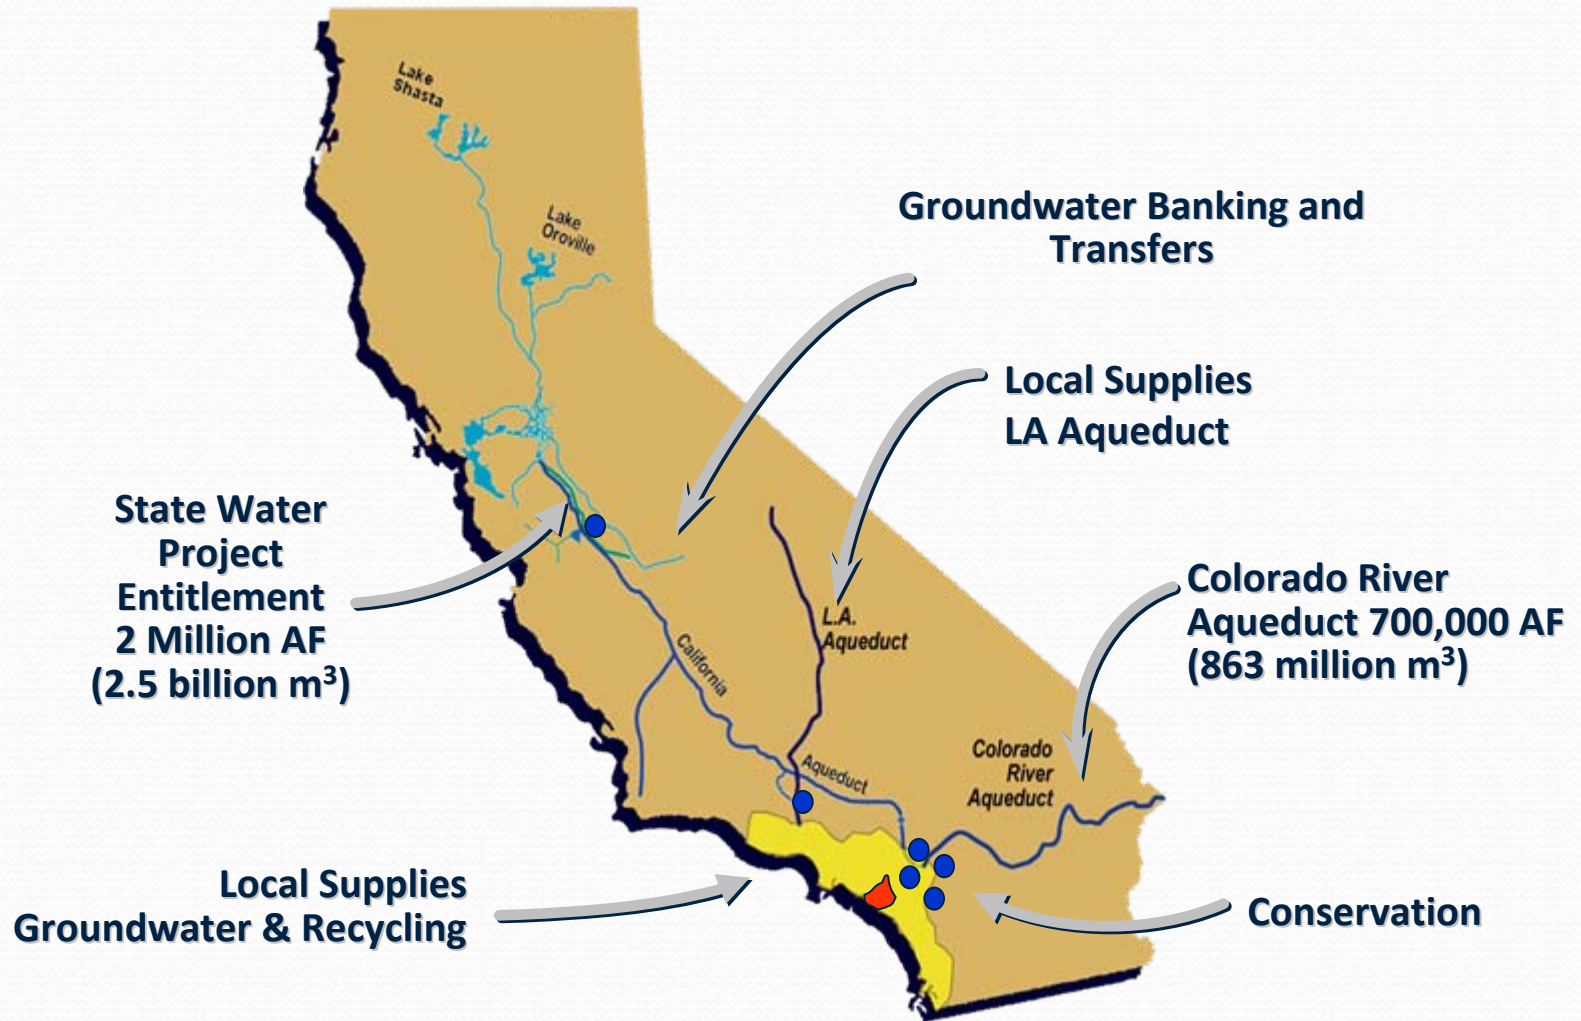 Lake
Shasta
Lake
Oroville
Groundwater Banking and
Transfers
Local Supplies
LA Aqueduct
State Water
Project
Entitlement
2 Million AF
(2.5 billion m³)
Colorado River
Aqueduct 700,000 AF
(863 million m³)
L.A.
Aqueduct
California
Aqueduct
Colorado
River
Aqueduct
Local Supplies
Groundwater & Recycling
Conservation